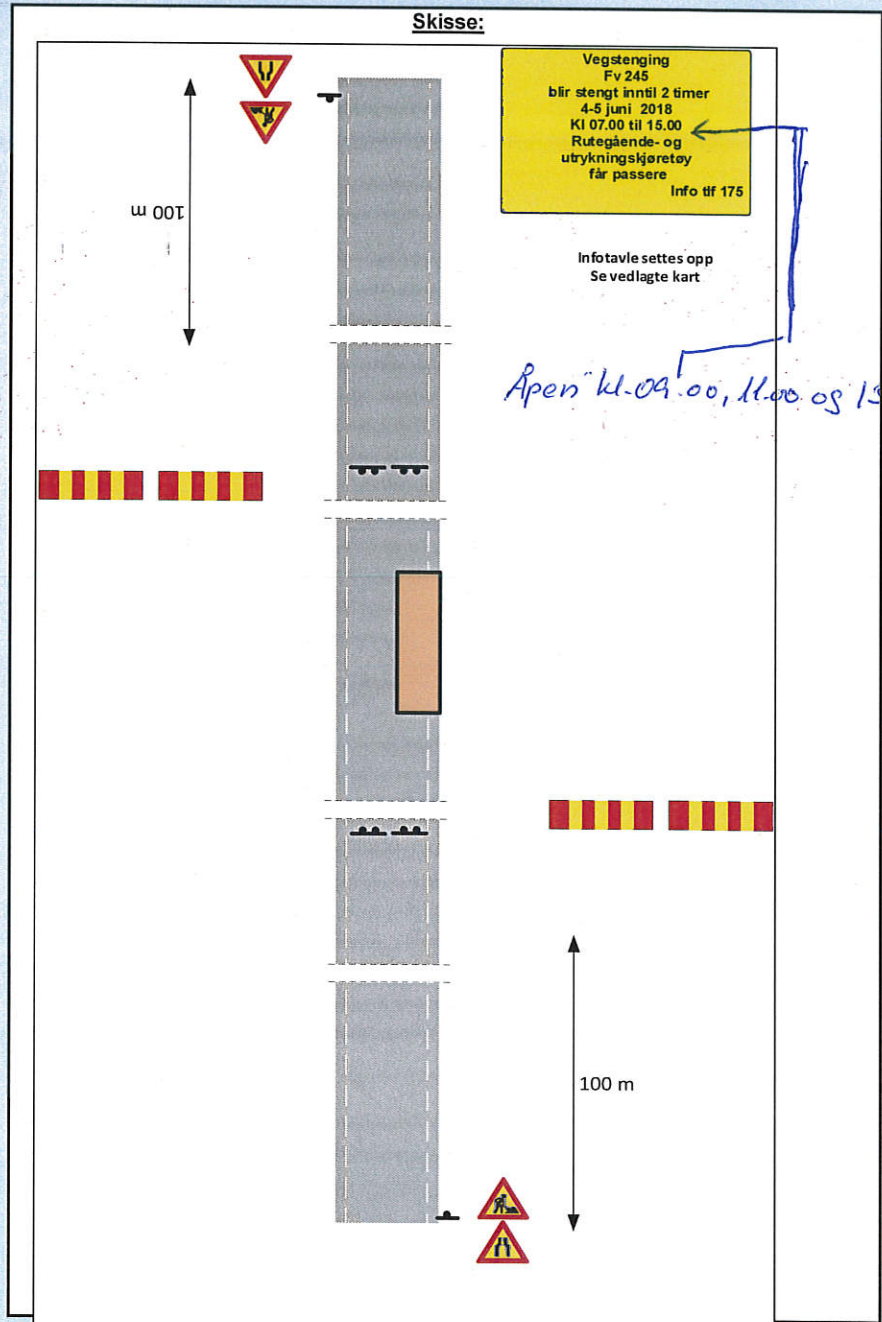 Skisse:
Vegstenging
Fv 245
blir stengt inntil 2 timer
4-5 juni 2018
Kl 07.00 til 15.00
Rutegående- og
utrykningskjøretøy
får passere
Info tlf 175
100 m
Infotavle settes opp
Se vedlagte kart
Åpen kl. 09.00, 11.00 og 13
100 m